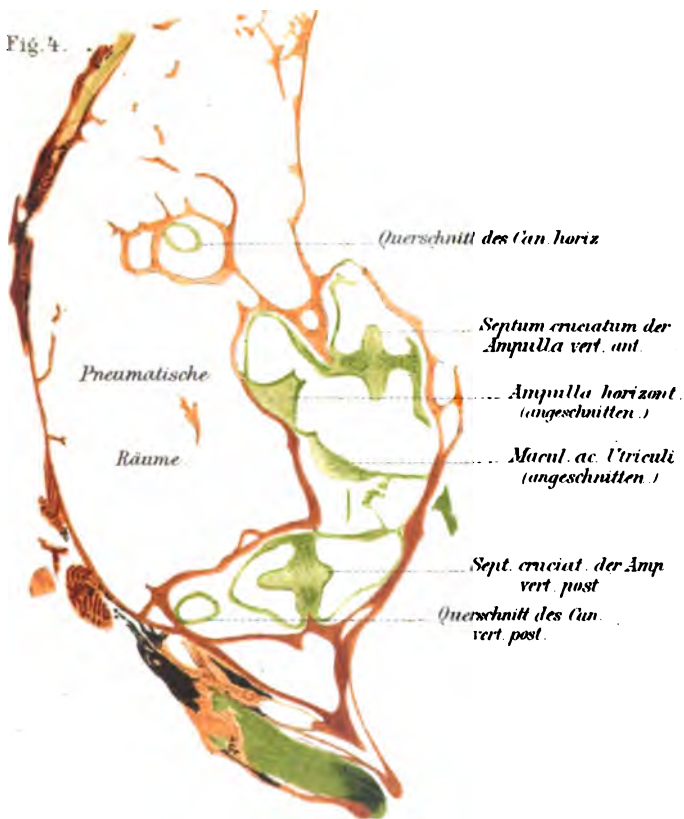 Fig. 4.
Querschnitt des Can. horiz
Septum cruciatum der
Ampulla vert. ant.
Pneumatische
Ampulla horizont.
(angeschnitten.)
Räume
Macul. ac. Utriculi
(angeschnitten.)
Sept. cruciat. der Amp
vert. post
Querschnitt des Can.
vert. post.